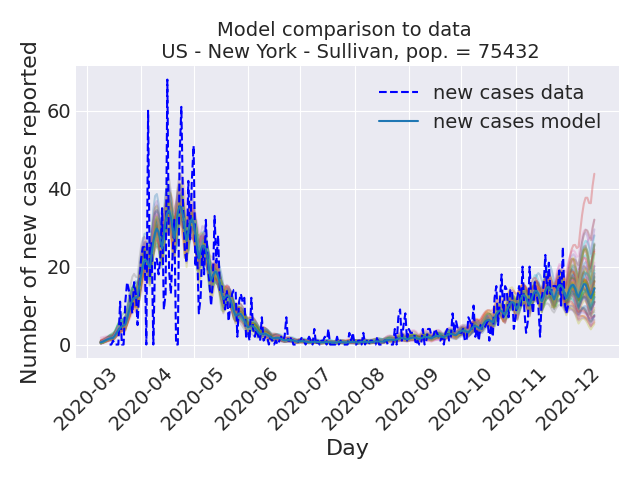 Model comparison to data
US - New York - Sullivan, pop. = 75432
new cases data
new cases model
Number of new cases reported
60
40
20
0
2020-03
2020-04
2020-05
2020-06
2020-07
2020-08
2020-09
2020-10
2020-11
2020-12
Day